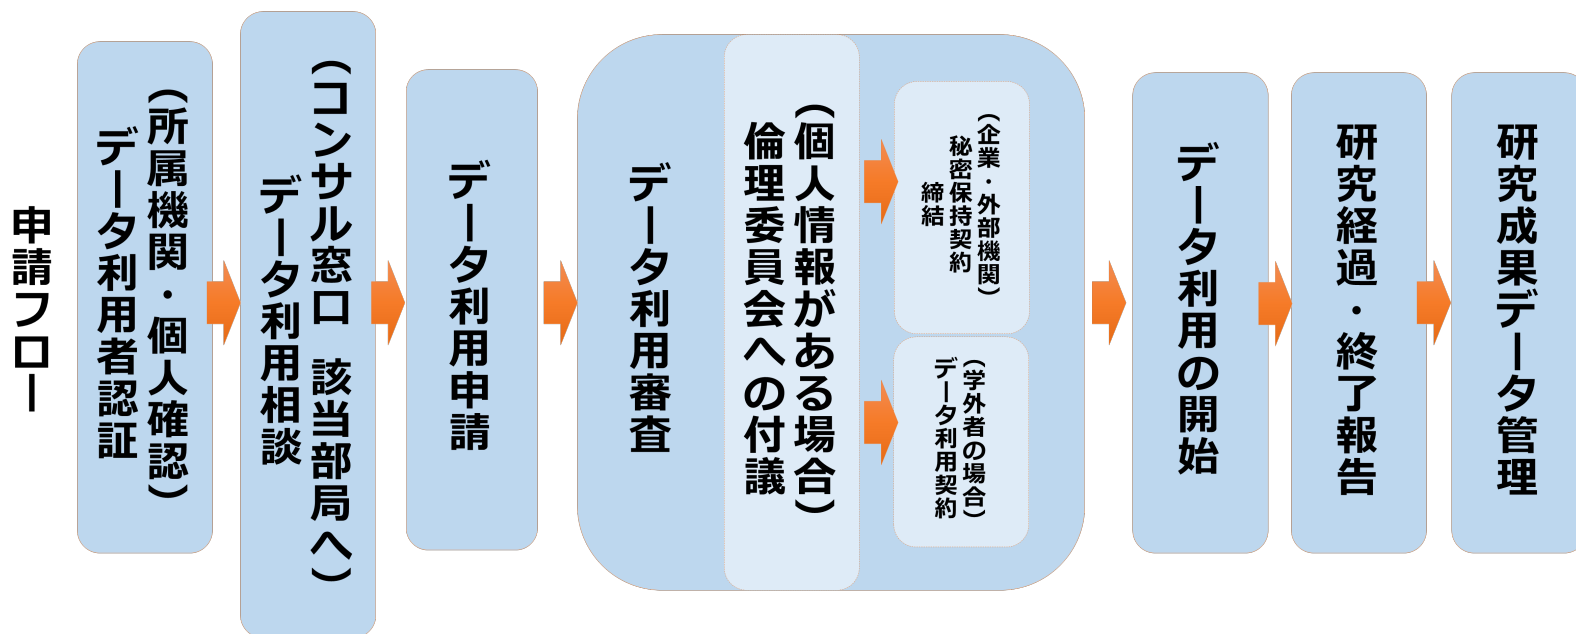 申請フロー
（所属機関・個人確認）
データ利用者認証
（コンサル窓口 該当部局へ）
データ利用相談
データ利用申請
データ利用審査
（個人情報がある場合）
倫理委員会への付議
（企業・外部機関）
秘密保持契約
締結
（学外者の場合）
データ利用契約
データ利用の開始
研究経過・終了報告
研究成果データ管理